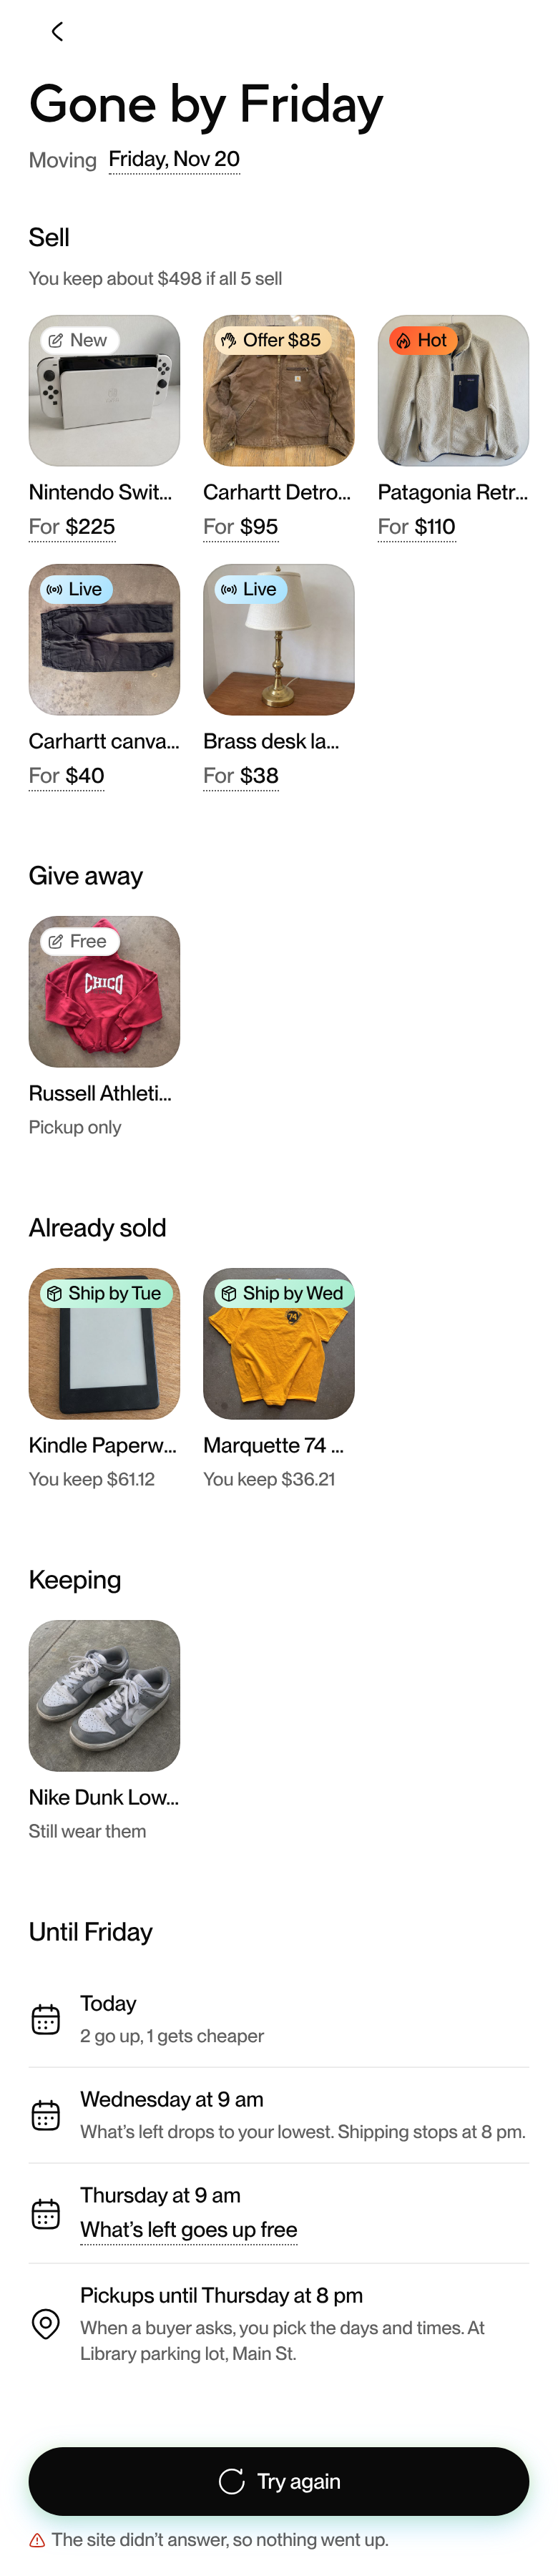 Gone by Friday
Moving Friday, Nov 20
Sell
You keep about $498 if all 5 sell
New
Offer $85
Hot
Nintendo Swit...
Carhartt Detro...
Patagonia Retr...
For $225
For $95
For $110
Live
Live
Carhartt canva...
Brass desk la...
For $40
For $38
Give away
Free
CHICO
Russell Athleti...
Pickup only
Already sold
Ship by Tue
Ship by Wed
74
Kindle Paperw...
Marquette 74 ...
You keep $61.12
You keep $36.21
Keeping
Nike Dunk Low...
Still wear them
Until Friday
Today
2 go up, 1 gets cheaper
Wednesday at 9 am
What’s left drops to your lowest. Shipping stops at 8 pm.
Thursday at 9 am
What’s left goes up free
Pickups until Thursday at 8 pm
When a buyer asks, you pick the days and times. At
Library parking lot, Main St.
Try again
The site didn’t answer, so nothing went up.